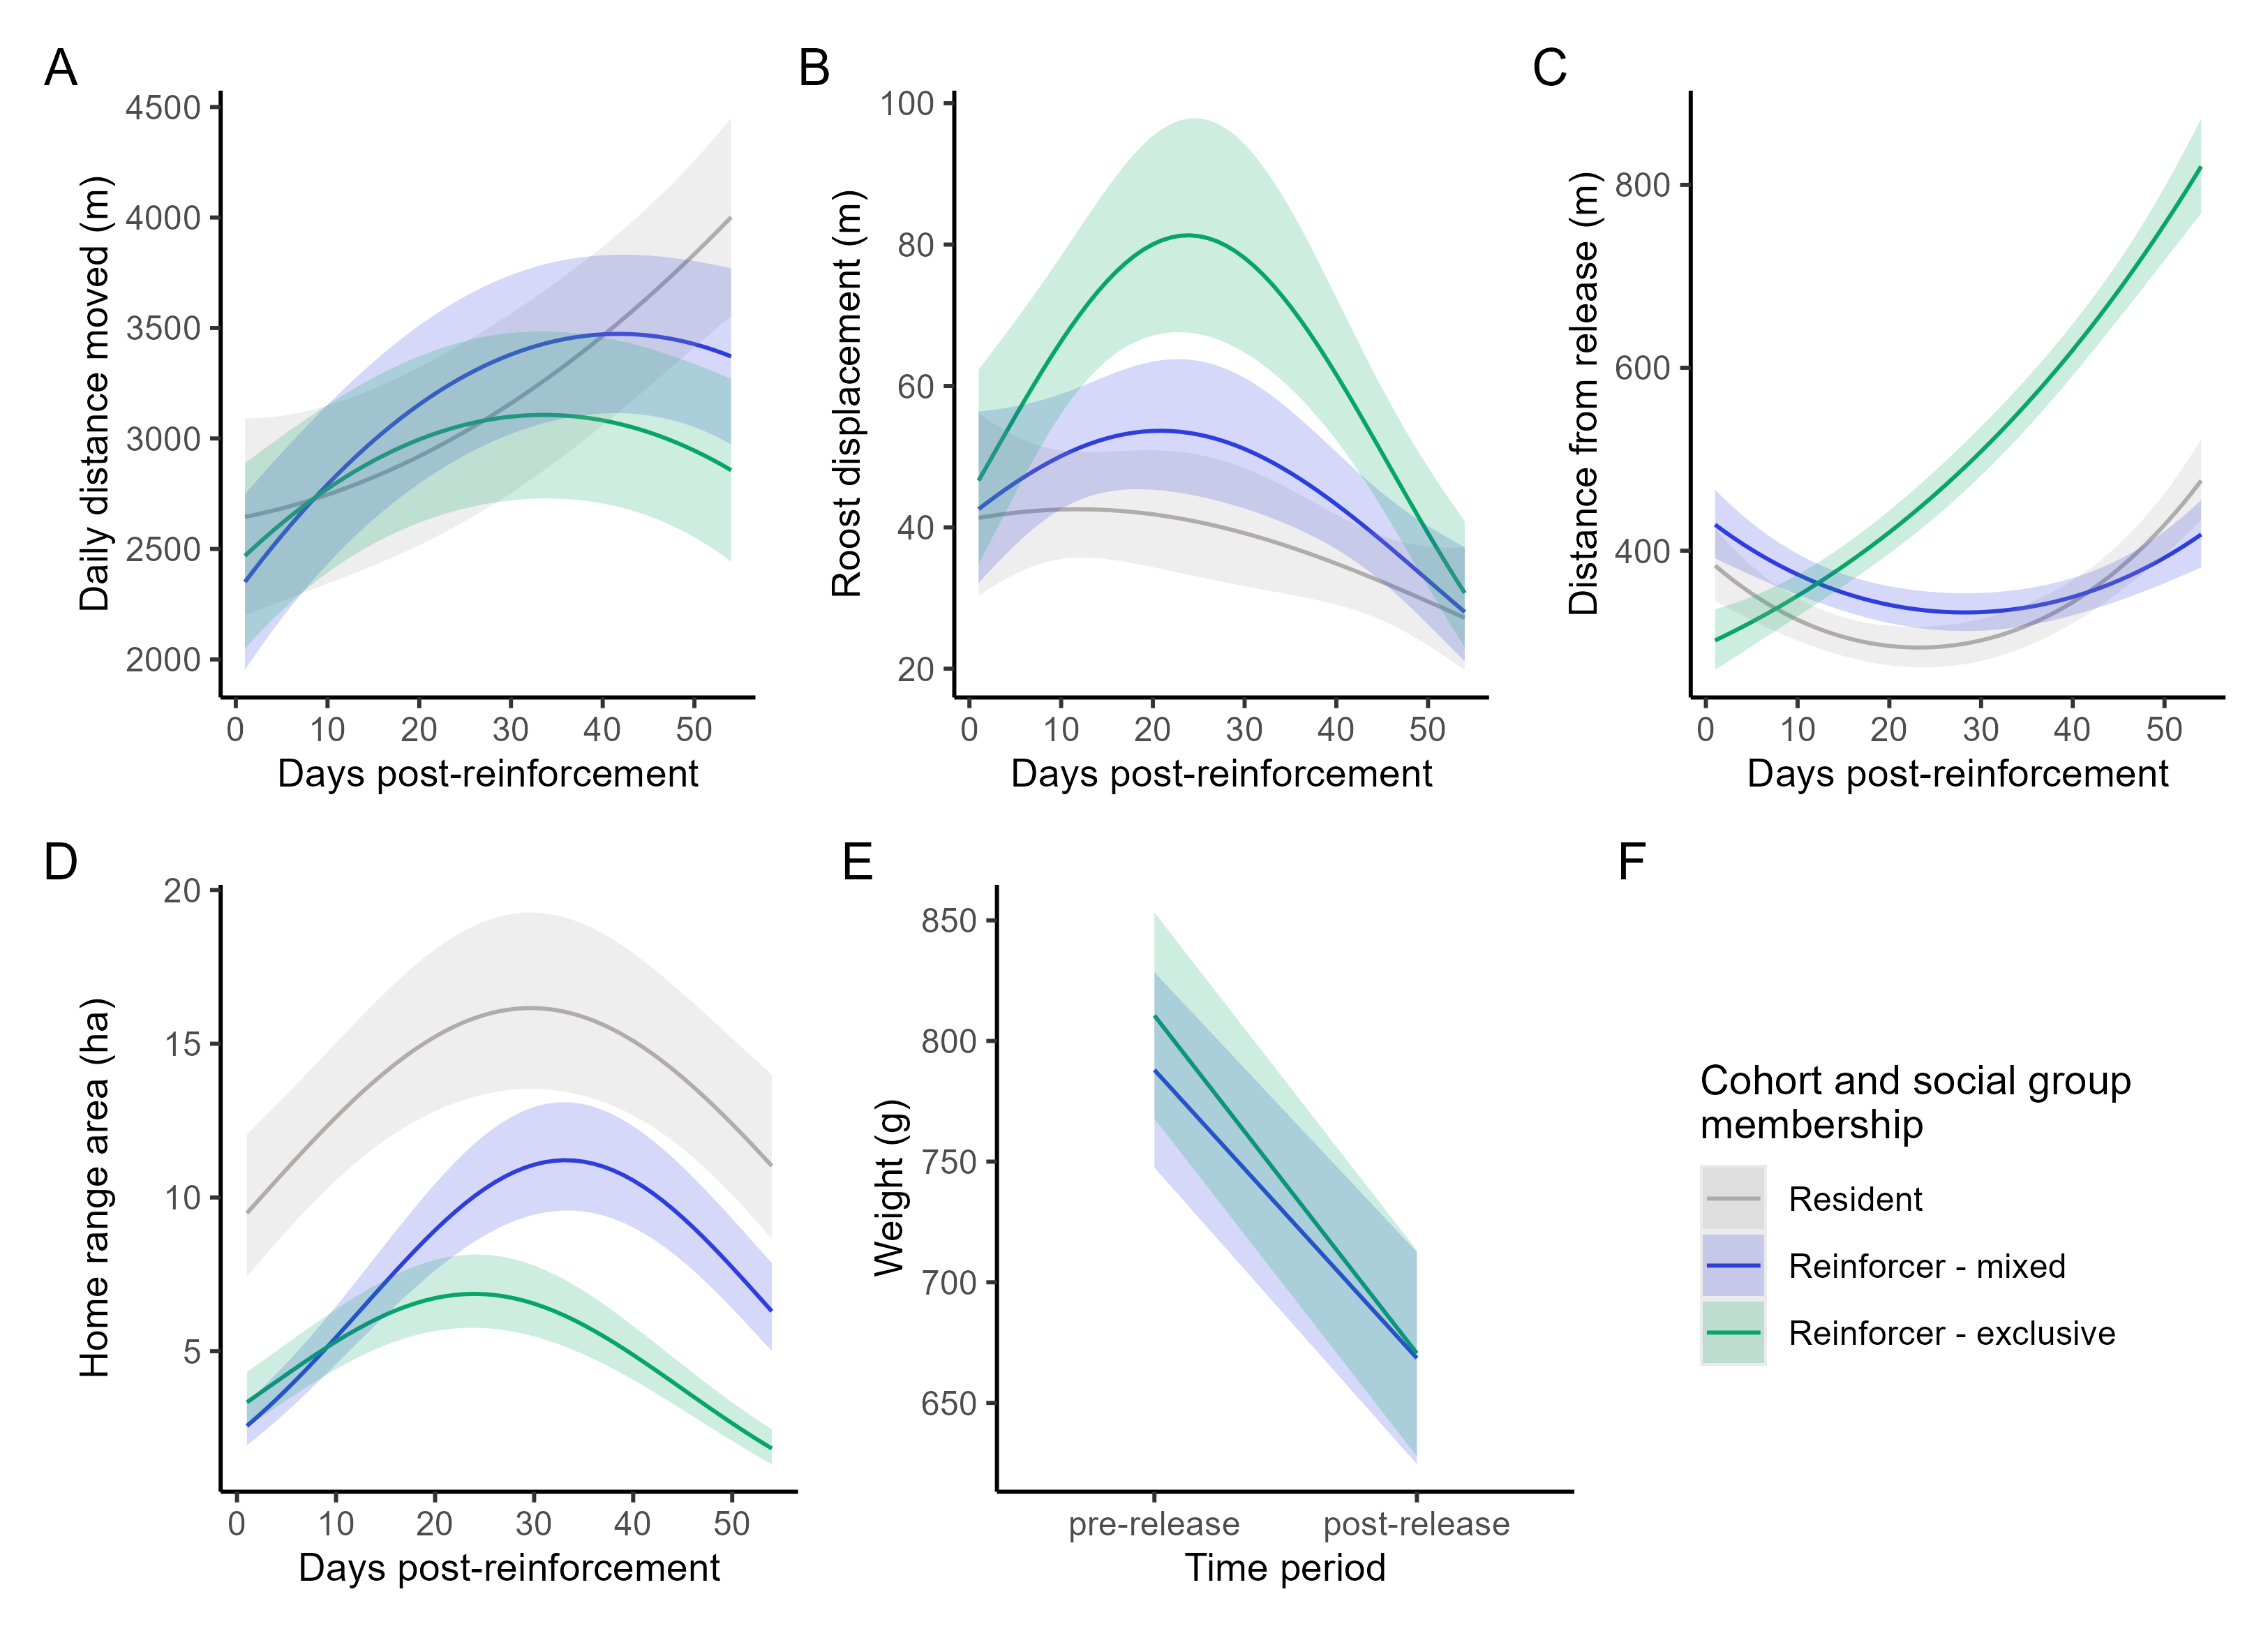 A
B
C
4500
4000
3500
3000
2500
2000
Daily distance moved (m)
0 10 20 30 40 50
Days post-reinforcement
100
80
60
40
20
Roost displacement (m)
0 10 20 30 40 50
Days post-reinforcement
800
600
400
Distance from release (m)
0 10 20 30 40 50
Days post-reinforcement
D
E
F
20
15
10
5
Home range area (ha)
0 10 20 30 40 50
Days post-reinforcement
850
800
750
700
650
Weight (g)
pre-release post-release
Time period
Cohort and social group
membership
Resident
Reinforcer - mixed
Reinforcer - exclusive